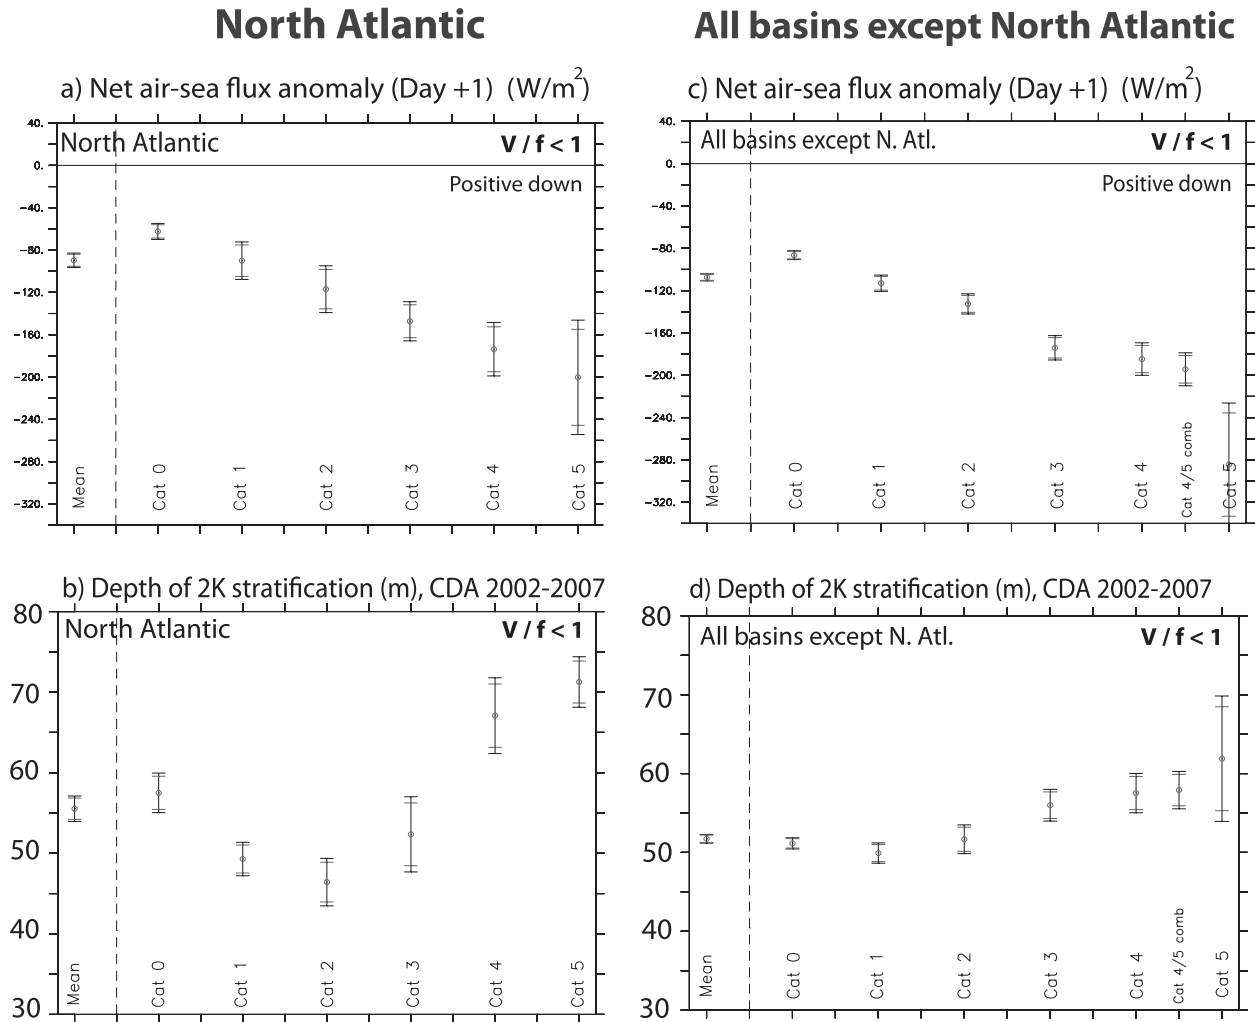 North Atlantic
All basins except North Atlantic
a) Net air-sea flux anomaly (Day +1) (W/m2)
40.
0.
-40.
-80.
-120.
-160.
-200.
-240.
-280.
-320.
North Atlantic
V / f < 1
Positive down
Mean
Cat 0
Cat 1
Cat 2
Cat 3
Cat 4
Cat 5
c) Net air-sea flux anomaly (Day +1) (W/m2)
40.
0.
-40.
-80.
-120.
-160.
-200.
-240.
-280.
-320.
All basins except N. Atl.
V / f < 1
Positive down
Mean
Cat 0
Cat 1
Cat 2
Cat 3
Cat 4
Cat 4/5 comb
Cat 5
b) Depth of 2K stratification (m), CDA 2002-2007
80
70
60
50
40
30
North Atlantic
V / f < 1
Mean
Cat 0
Cat 1
Cat 2
Cat 3
Cat 4
Cat 5
d) Depth of 2K stratification (m), CDA 2002-2007
80
70
60
50
40
30
All basins except N. Atl.
V / f < 1
Mean
Cat 0
Cat 1
Cat 2
Cat 3
Cat 4
Cat 4/5 comb
Cat 5